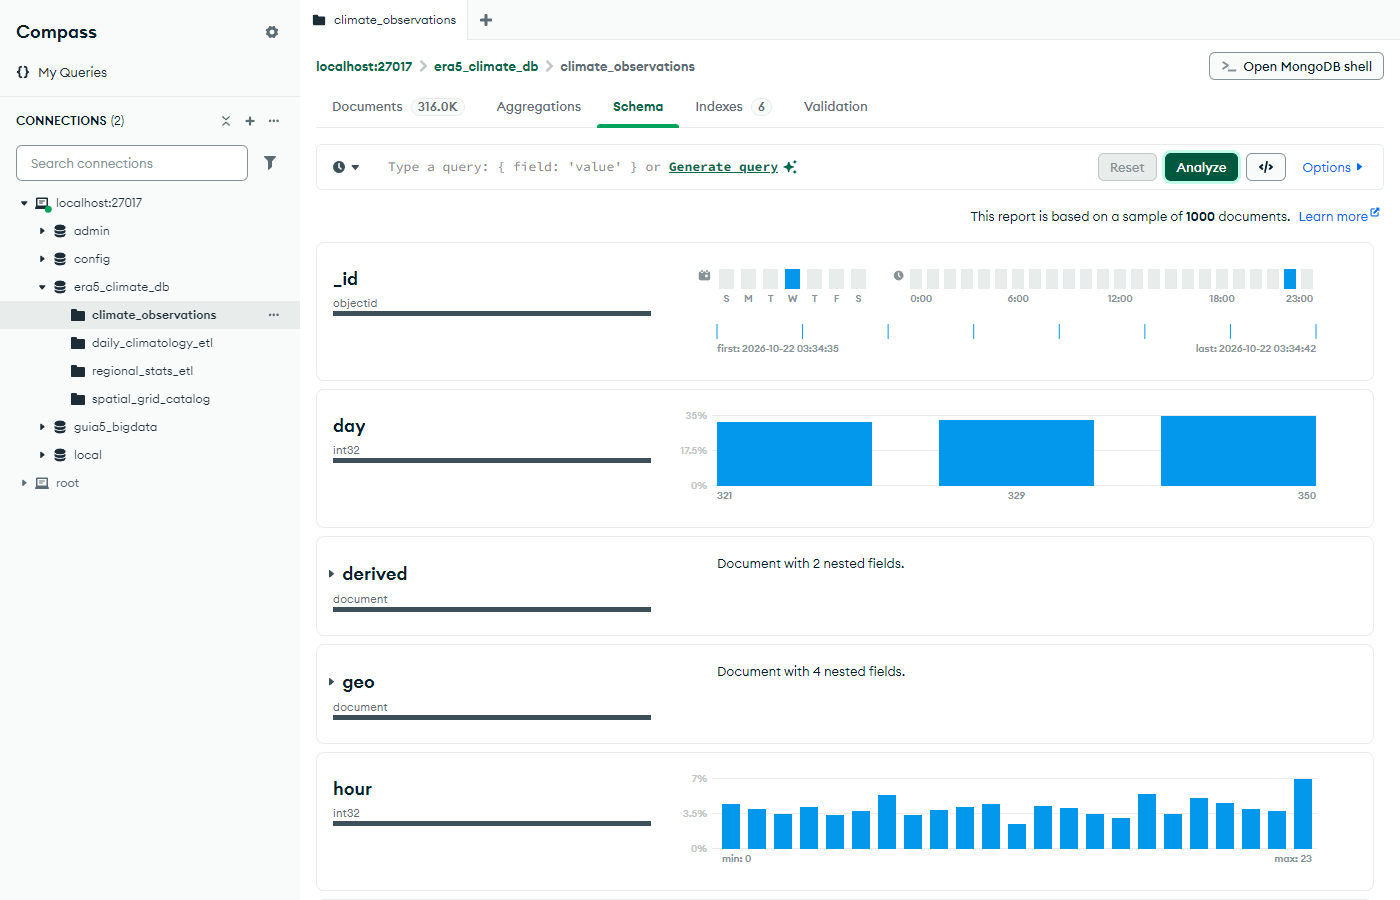 Compass
My Queries
CONNECTIONS (2)
Search connections
localhost:27017
admin
config
era5_climate_db
climate_observations
daily_climatology_etl
regional_stats_etl
spatial_grid_catalog
guia5_bigdata
local
root
climate_observations
localhost:27017 era5_climate_db climate_observations
>_ Open MongoDB shell
Documents 316.0K Aggregations Schema Indexes 6 Validation
Type a query: { field: 'value' } or Generate query
Reset Analyze </> Options
This report is based on a sample of 1000 documents. Learn more
_id
objectid
S M T W T F S
0:00 6:00 12:00 18:00 23:00
first: 2026-10-22 03:34:35 last: 2026-10-22 03:34:42
day
int32
35%
17.5%
0%
321 329 350
derived
document
Document with 2 nested fields.
geo
document
Document with 4 nested fields.
hour
int32
7%
3.5%
0%
min: 0 max: 23